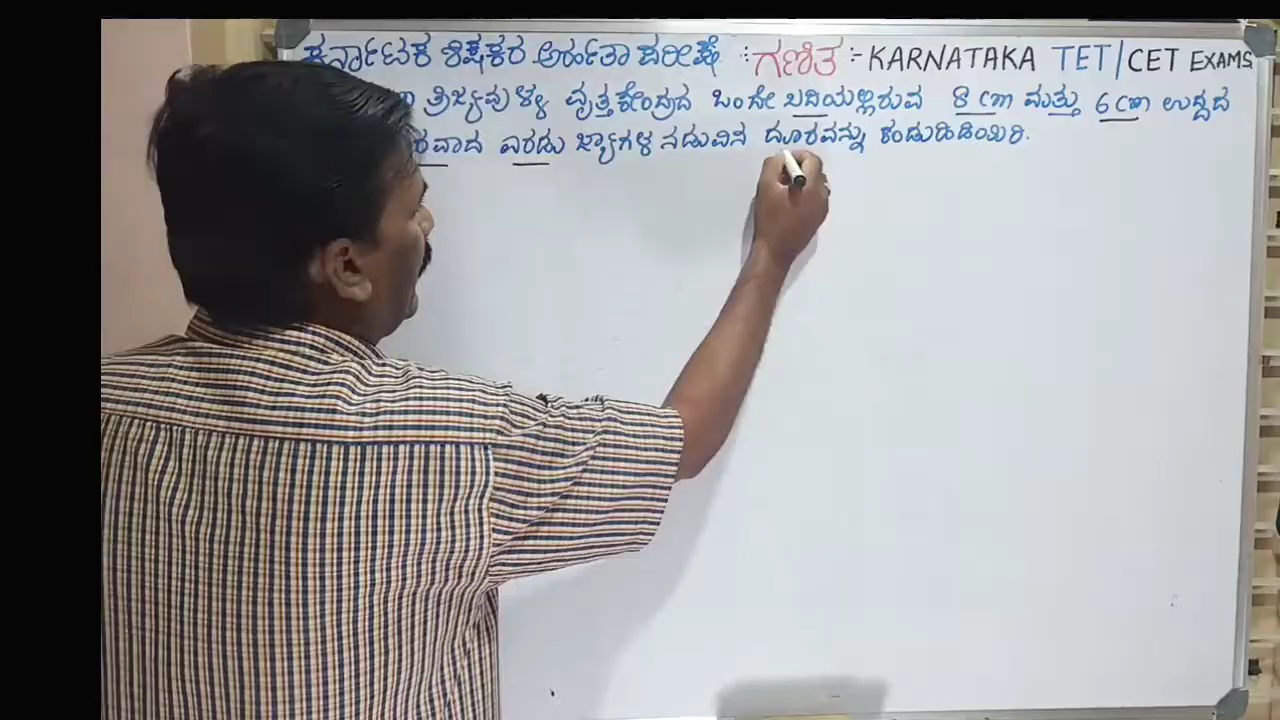 ಕರ್ನಾಟಕ ಶಿಕ್ಷಕರ ಅರ್ಹತಾ ಪರೀಕ್ಷೆ :- ಗಣಿತ :- KARNATAKA TET/CET EXAMS
ತ್ರಿಜ್ಯವುಳ್ಳ ವೃತ್ತಕೇಂದ್ರದ ಒಂದೇ ಬದಿಯಲ್ಲಿರುವ 8 cm ಮತ್ತು 6 cm ಉದ್ದದ
ಎರಡು ಜ್ಯಾಗಳ ನಡುವಿನ ದೂರವನ್ನು ಕಂಡುಹಿಡಿಯಿರಿ.